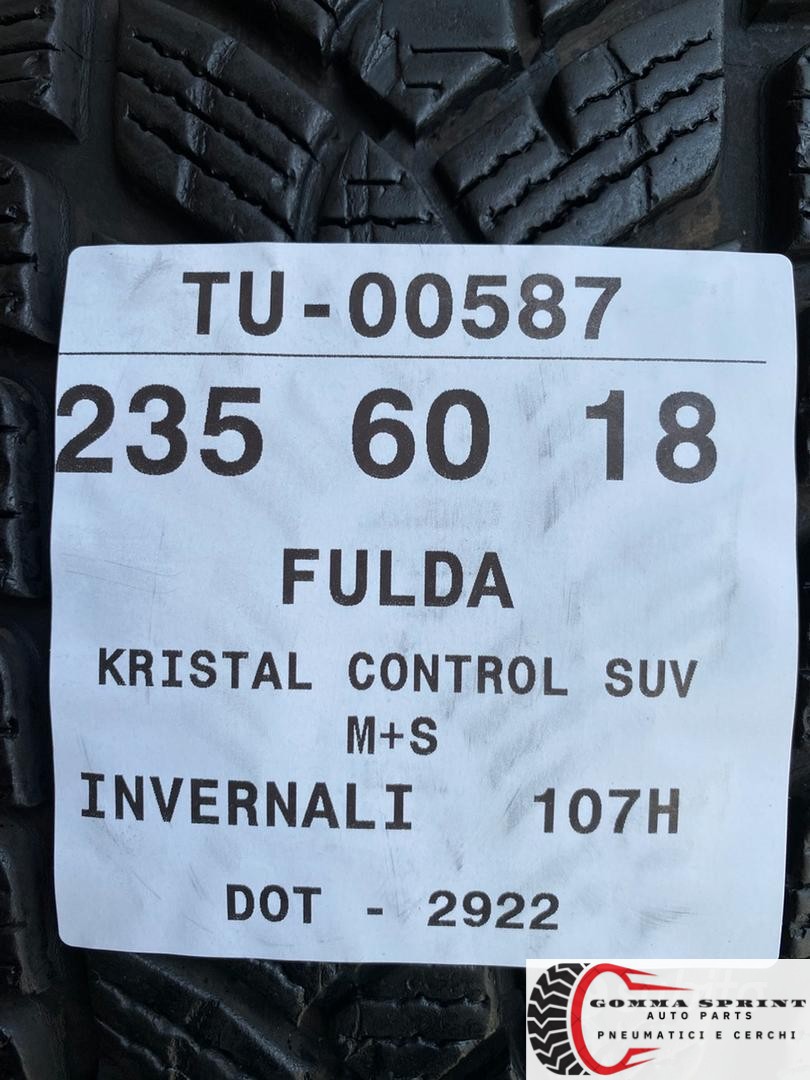 TU-00587
235 60 18
FULDA
KRISTAL CONTROL SUV
M+S
INVERNALI 107H
DOT - 2922
GOMMA SPRINT
AUTO PARTS
PNEUMATICI E CERCHI